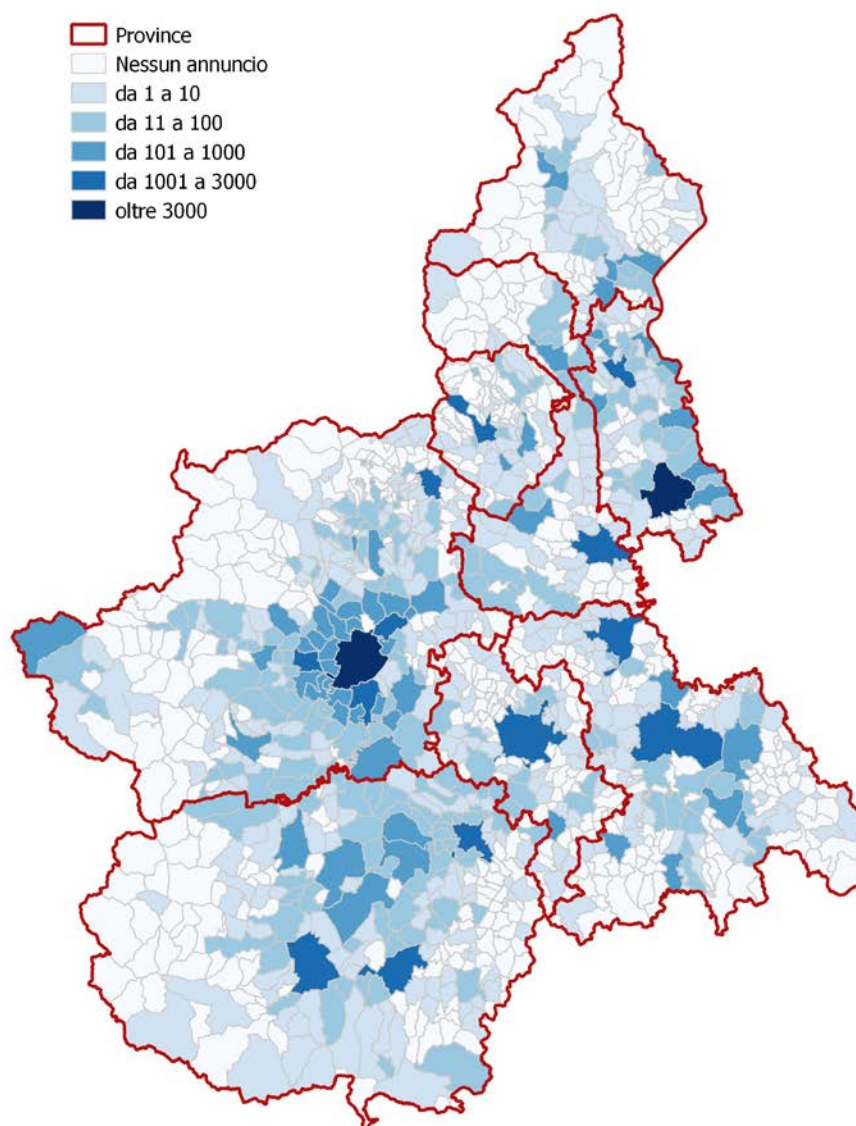 Province
Nessun annuncio
da 1 a 10
da 11 a 100
da 101 a 1000
da 1001 a 3000
oltre 3000